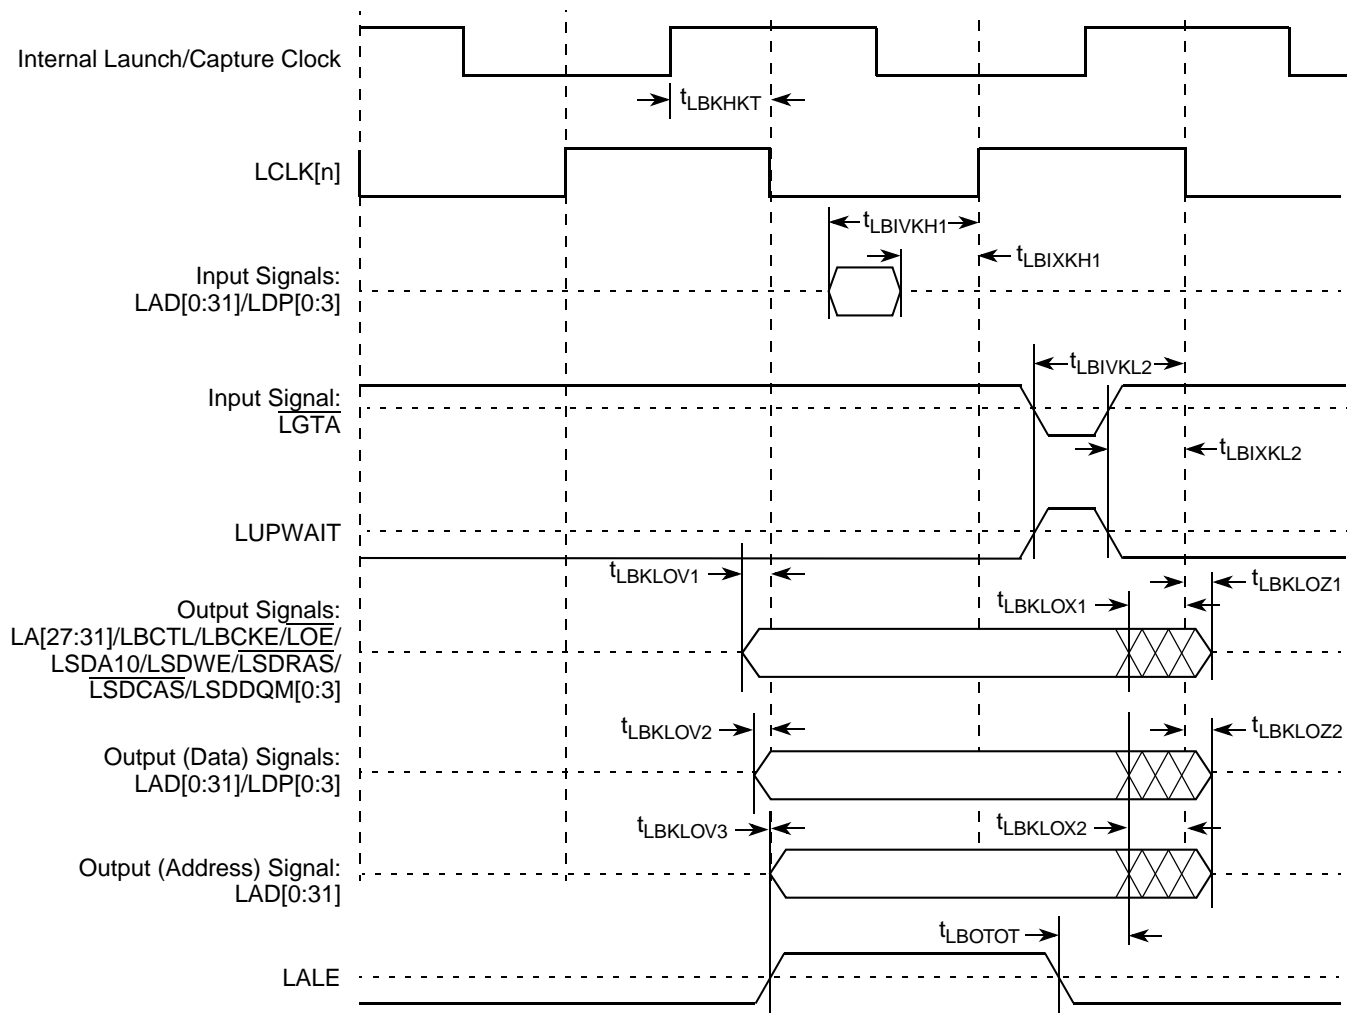 Internal Launch/Capture Clock
tLBKHKT
LCLK[n]
tLBIVKH1
tLBIXKH1
Input Signals:
LAD[0:31]/LDP[0:3]
tLBIVKL2
Input Signal:
LGTA
tLBIXKL2
LUPWAIT
tLBKLOV1
tLBKLOZ1
tLBKLOX1
Output Signals:
LA[27:31]/LBCTL/LBCKE/LOE/
LSDA10/LSDWE/LSDRAS/
LSDCAS/LSDDQM[0:3]
tLBKLOV2
tLBKLOZ2
Output (Data) Signals:
LAD[0:31]/LDP[0:3]
tLBKLOV3
tLBKLOX2
Output (Address) Signal:
LAD[0:31]
tLBOTOT
LALE